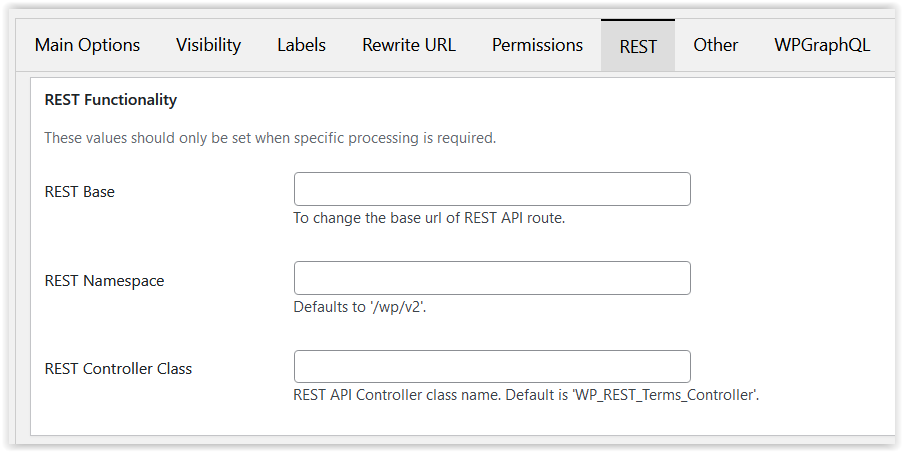 Main Options Visibility Labels Rewrite URL Permissions REST Other WPGraphQL
REST Functionality
These values should only be set when specific processing is required.
REST Base
To change the base url of REST API route.
REST Namespace
Defaults to '/wp/v2'.
REST Controller Class
REST API Controller class name. Default is 'WP_REST_Terms_Controller'.